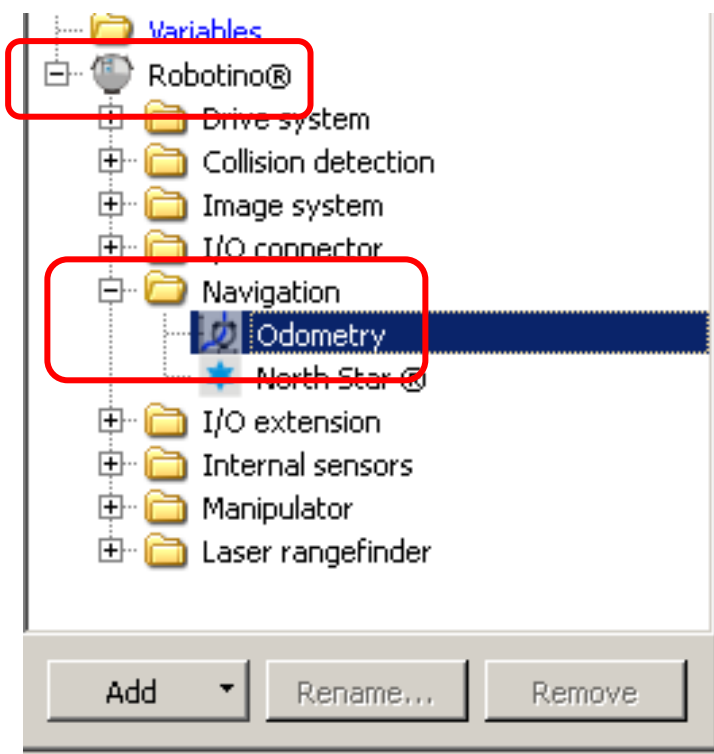 Variables
Robotino®
Drive system
Collision detection
Image system
I/O connector
Navigation
Odometry
North Star ®
I/O extension
Internal sensors
Manipulator
Laser rangefinder
Add Rename... Remove